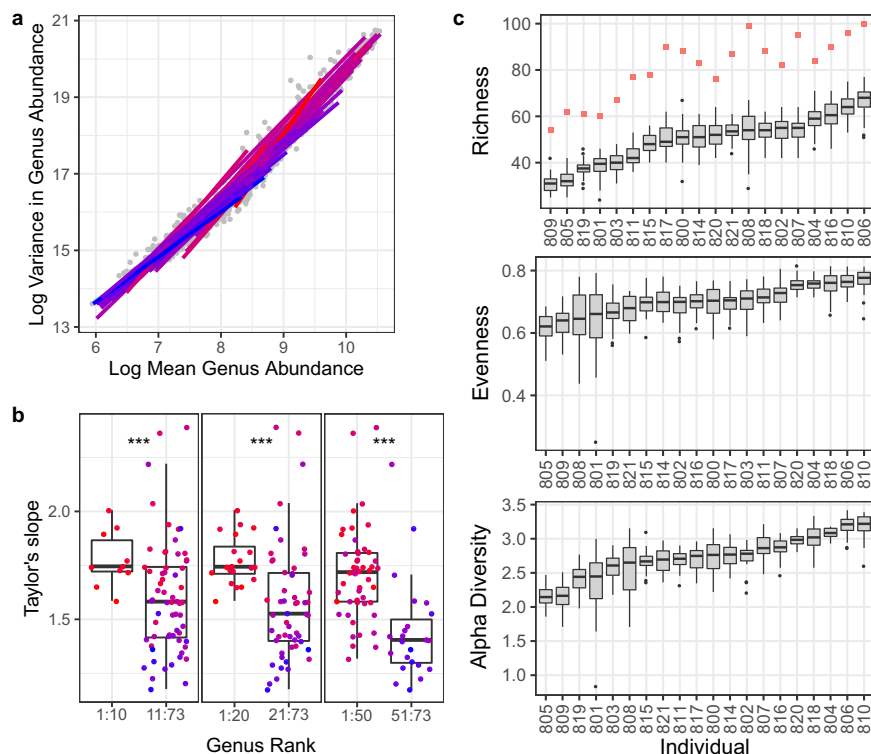 a
Log Variance in Genus Abundance
21
19
17
15
13
6 7 8 9 10
Log Mean Genus Abundance
b
Taylor's slope
2.0
1.5
*** *** ***
1:10 11:73 1:20 21:73 1:50 51:73
Genus Rank
c
Richness
100
80
60
40
809 805 819 801 803 811 815 817 800 814 820 821 808 818 802 807 804 816 810 806
Evenness
0.8
0.6
0.4
805 809 808 801 819 821 815 814 802 816 800 817 803 811 807 820 804 818 806 810
Alpha Diversity
3.5
3.0
2.5
2.0
1.5
1.0
805 809 819 801 803 808 815 821 811 817 800 814 802 807 816 820 818 804 806 810
Individual